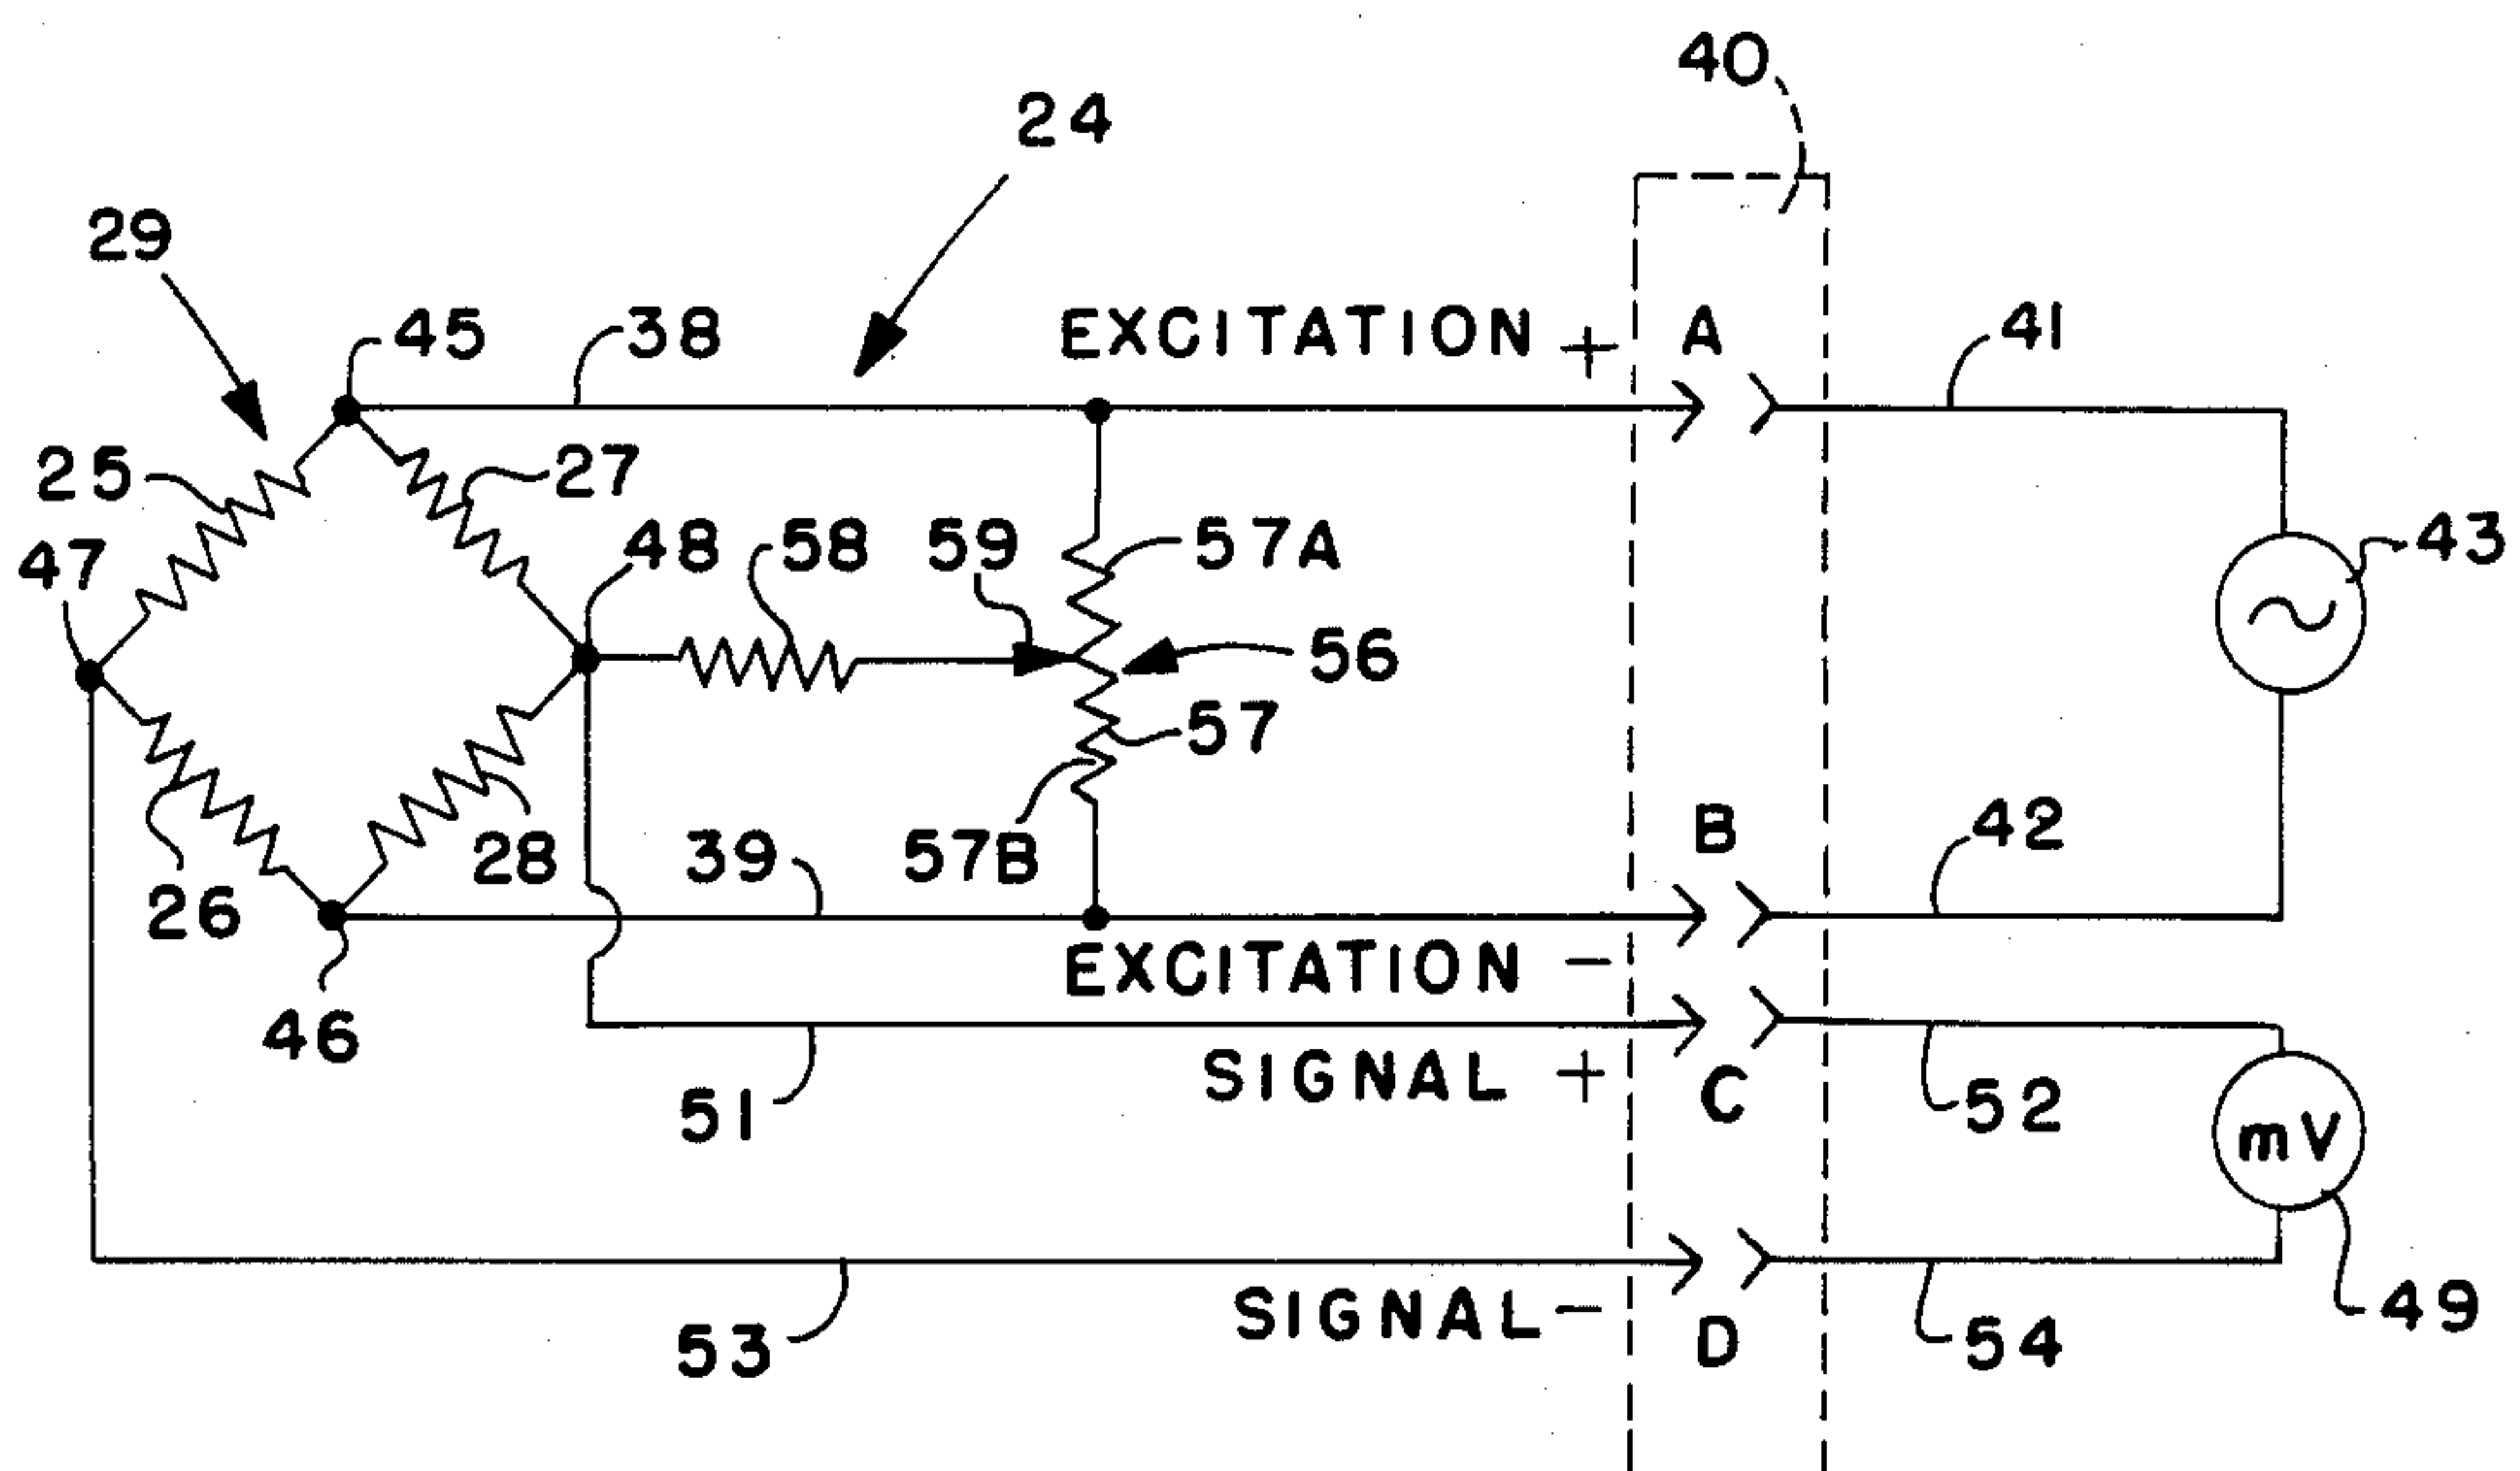 40
24
29
45
38
EXCITATION +
A
41
25
27
47
48
58
59
57A
43
56
57
B
42
39
57B
28
26
EXCITATION -
46
SIGNAL +
C
52
mV
51
SIGNAL -
D
54
49
53